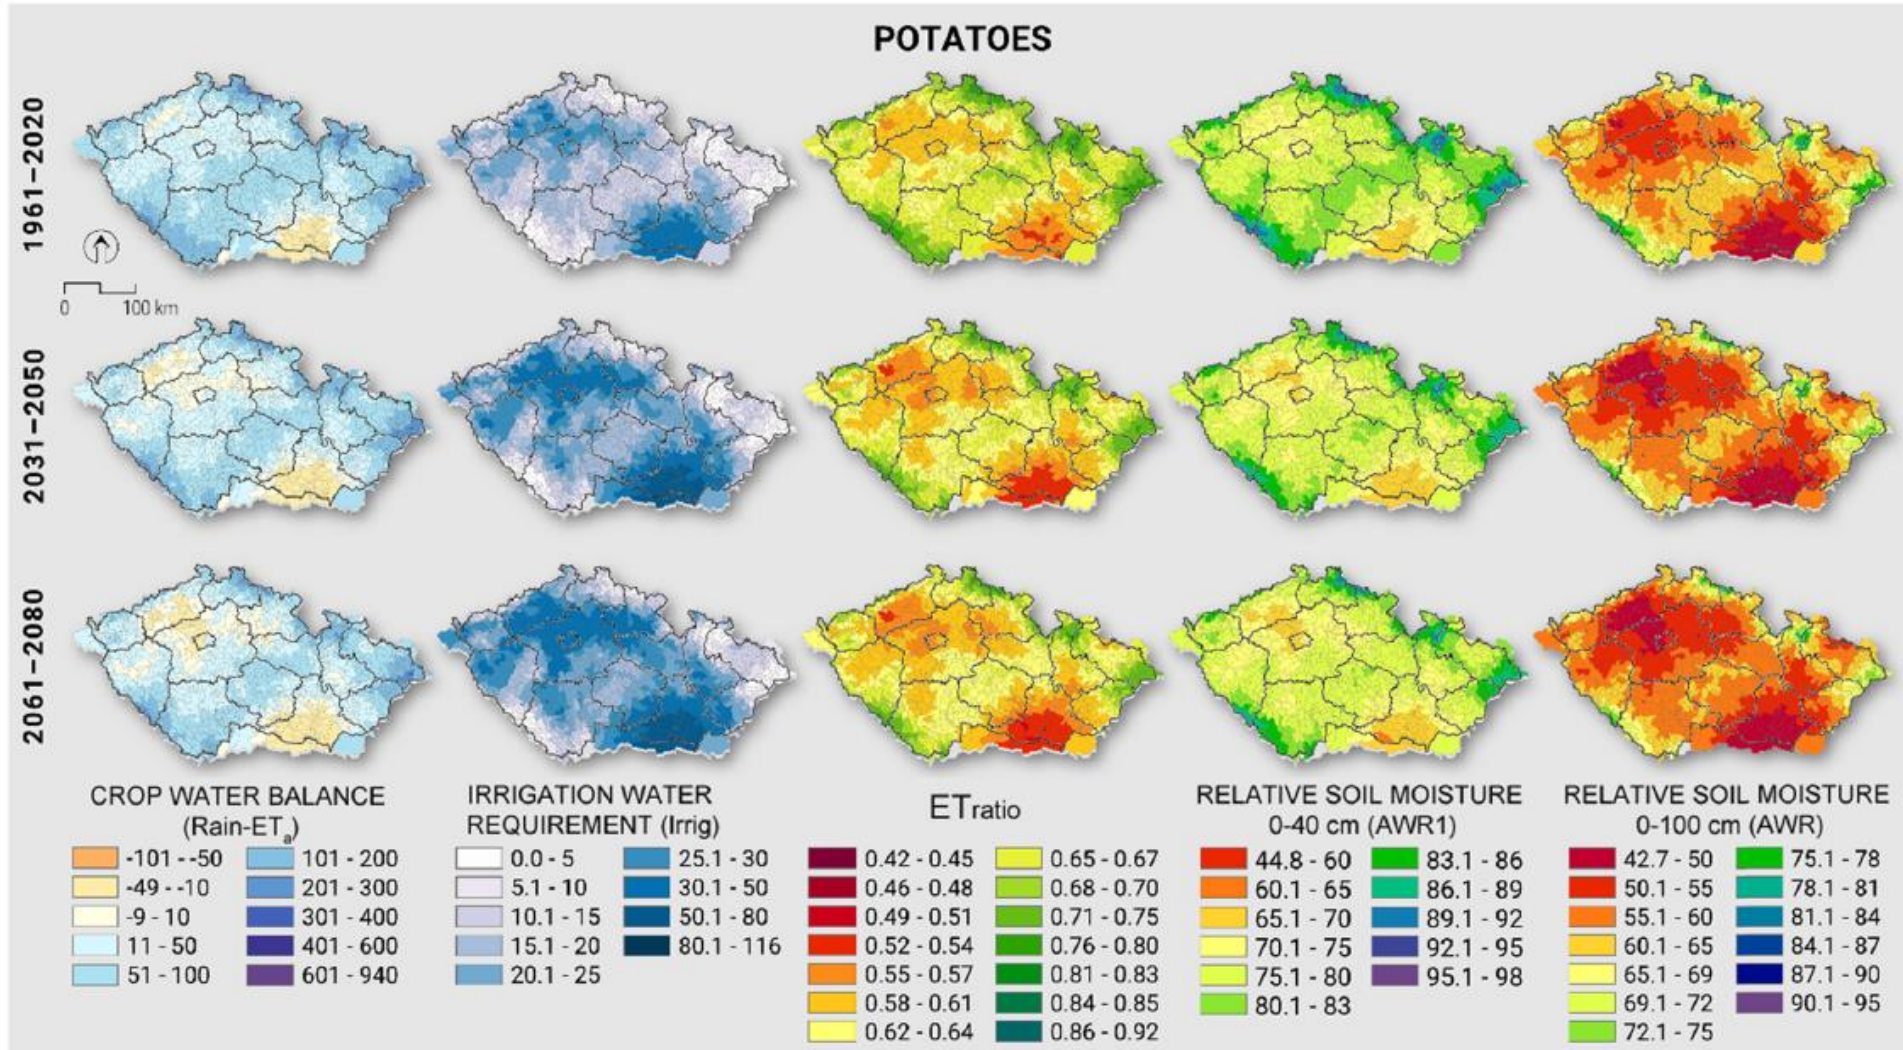 POTATOES
1961–2020
0 100 km
2031–2050
2061–2080
CROP WATER BALANCE
(Rain-ETa)
-101 - -50
-49 - -10
-9 - 10
11 - 50
51 - 100
101 - 200
201 - 300
301 - 400
401 - 600
601 - 940
IRRIGATION WATER
REQUIREMENT (Irrig)
0.0 - 5
5.1 - 10
10.1 - 15
15.1 - 20
20.1 - 25
25.1 - 30
30.1 - 50
50.1 - 80
80.1 - 116
ETratio
0.42 - 0.45
0.46 - 0.48
0.49 - 0.51
0.52 - 0.54
0.55 - 0.57
0.58 - 0.61
0.62 - 0.64
0.65 - 0.67
0.68 - 0.70
0.71 - 0.75
0.76 - 0.80
0.81 - 0.83
0.84 - 0.85
0.86 - 0.92
RELATIVE SOIL MOISTURE
0-40 cm (AWR1)
44.8 - 60
60.1 - 65
65.1 - 70
70.1 - 75
75.1 - 80
80.1 - 83
83.1 - 86
86.1 - 89
89.1 - 92
92.1 - 95
95.1 - 98
RELATIVE SOIL MOISTURE
0-100 cm (AWR)
42.7 - 50
50.1 - 55
55.1 - 60
60.1 - 65
65.1 - 69
69.1 - 72
72.1 - 75
75.1 - 78
78.1 - 81
81.1 - 84
84.1 - 87
87.1 - 90
90.1 - 95